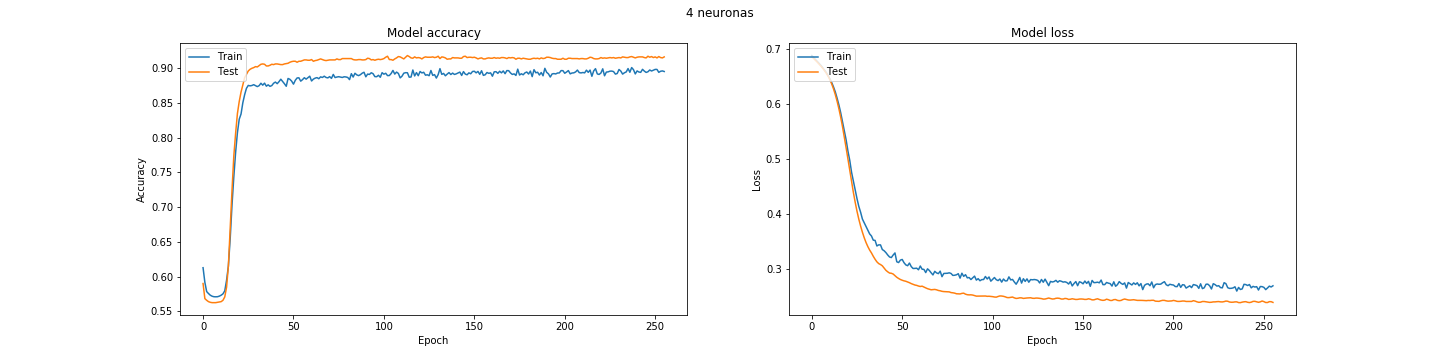 4 neuronas
Model accuracy
Train
Test
0.90
0.85
0.80
0.75
0.70
0.65
0.60
0.55
Accuracy
0 50 100 150 200 250
Epoch
Model loss
Train
Test
0.7
0.6
0.5
0.4
0.3
Loss
0 50 100 150 200 250
Epoch